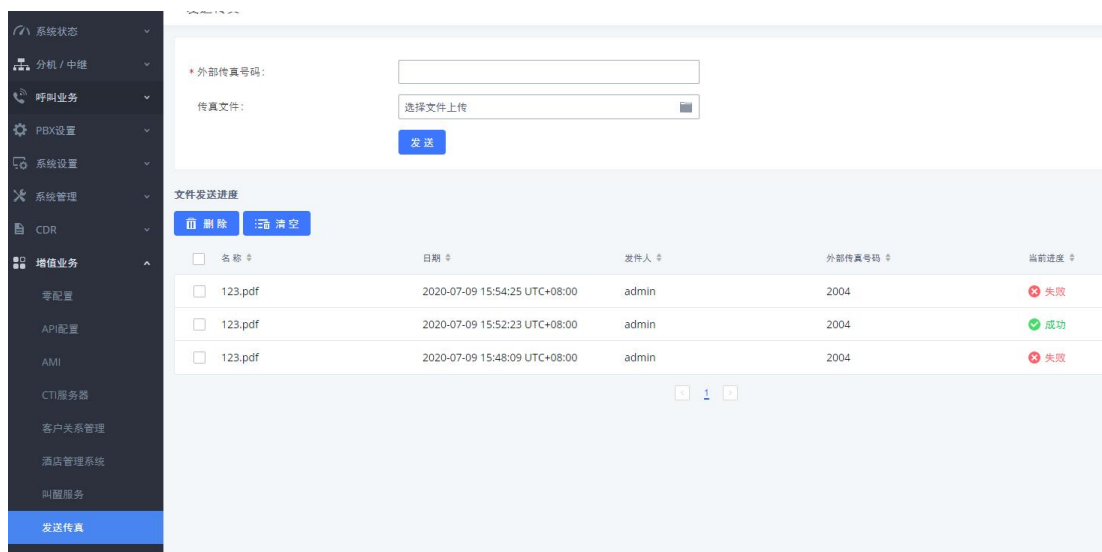 系统状态
分机 / 中继
呼叫业务
PBX设置
系统设置
系统管理
CDR
增值业务
零配置
API配置
AMI
CTI服务器
客户关系管理
酒店管理系统
叫醒服务
发送传真
* 外部传真号码:
传真文件: 选择文件上传
发 送
文件发送进度
删 除 清 空
名称 日期 发件人 外部传真号码 当前进度
123.pdf 2020-07-09 15:54:25 UTC+08:00 admin 2004 失败
123.pdf 2020-07-09 15:52:23 UTC+08:00 admin 2004 成功
123.pdf 2020-07-09 15:48:09 UTC+08:00 admin 2004 失败
< 1 >